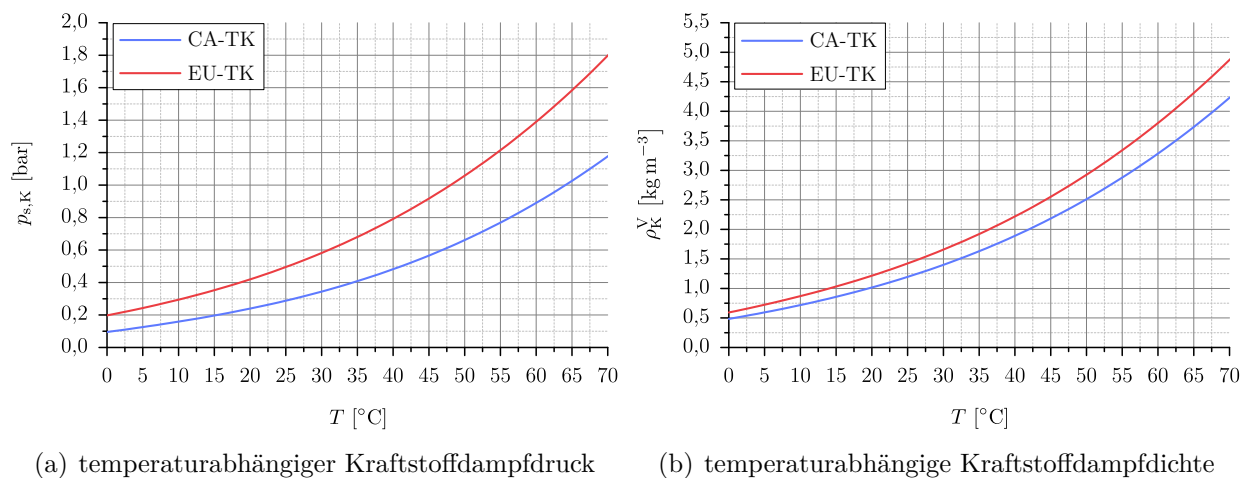 2,0
1,8
1,6
1,4
1,2
1,0
0,8
0,6
0,4
0,2
0,0
p_s,K [bar]
CA-TK
EU-TK
0 5 10 15 20 25 30 35 40 45 50 55 60 65 70
T [°C]
(a) temperaturabhängiger Kraftstoffdampfdruck
5,5
5,0
4,5
4,0
3,5
3,0
2,5
2,0
1,5
1,0
0,5
0,0
ρ_K^V [kg m⁻³]
CA-TK
EU-TK
0 5 10 15 20 25 30 35 40 45 50 55 60 65 70
T [°C]
(b) temperaturabhängige Kraftstoffdampfdichte